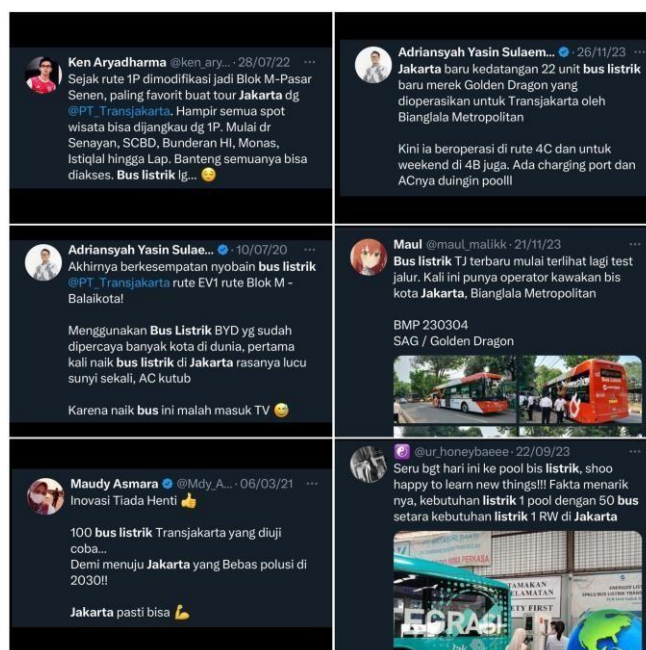 Ken Aryadharma @ken_ary... · 28/07/22 ···
Sejak rute 1P dimodifikasi jadi Blok M-Pasar
Senen, paling favorit buat tour Jakarta dg
@PT_Transjakarta. Hampir semua spot
wisata bisa dijangkau dg 1P. Mulai dr
Senayan, SCBD, Bunderan HI, Monas,
Istiqlal hingga Lap. Banteng semuanya bisa
diakses. Bus listrik lg... 🥹
Adriansyah Yasin Sulaem... · 26/11/23 ···
Jakarta baru kedatangan 22 unit bus listrik
baru merek Golden Dragon yang
dioperasikan untuk Transjakarta oleh
Bianglala Metropolitan
Kini ia beroperasi di rute 4C dan untuk
weekend di 4B juga. Ada charging port dan
ACnya duingin poolll
Adriansyah Yasin Sulae... · 10/07/20 ···
Akhirnya berkesempatan nyobain bus listrik
@PT_Transjakarta rute EV1 rute Blok M -
Balaikota!
Menggunakan Bus Listrik BYD yg sudah
dipercaya banyak kota di dunia, pertama
kali naik bus listrik di Jakarta rasanya lucu
sunyi sekali, AC kutub
Karena naik bus ini malah masuk TV 😅
Maul @maul_malikk · 21/11/23 ···
Bus listrik TJ terbaru mulai terlihat lagi test
jalur. Kali ini punya operator kawakan bis
kota Jakarta, Bianglala Metropolitan
BMP 230304
SAG / Golden Dragon
Maudy Asmara @Mdy_A... · 06/03/21 ···
Inovasi Tiada Henti 👍
100 bus listrik Transjakarta yang diuji
coba...
Demi menuju Jakarta yang Bebas polusi di
2030!!
Jakarta pasti bisa 💪
☯️ @ur_honeybaeee · 22/09/23 ···
Seru bgt hari ini ke pool bis listrik, shoo
happy to learn new things!!! Fakta menarik
nya, kebutuhan listrik 1 pool dengan 50 bus
setara kebutuhan listrik 1 RW di Jakarta
PERKASA
TAMAKAN
SELAMATAN
ETY FIRST
EGRASI